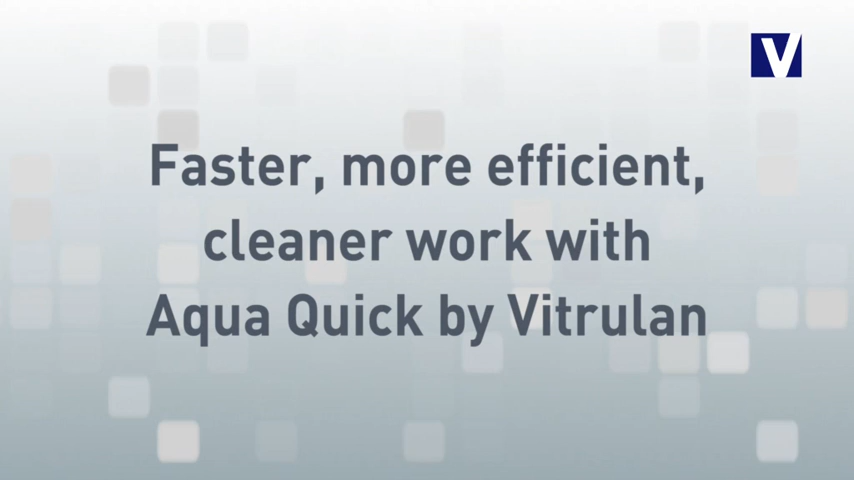 V
Faster, more efficient,
cleaner work with
Aqua Quick by Vitrulan